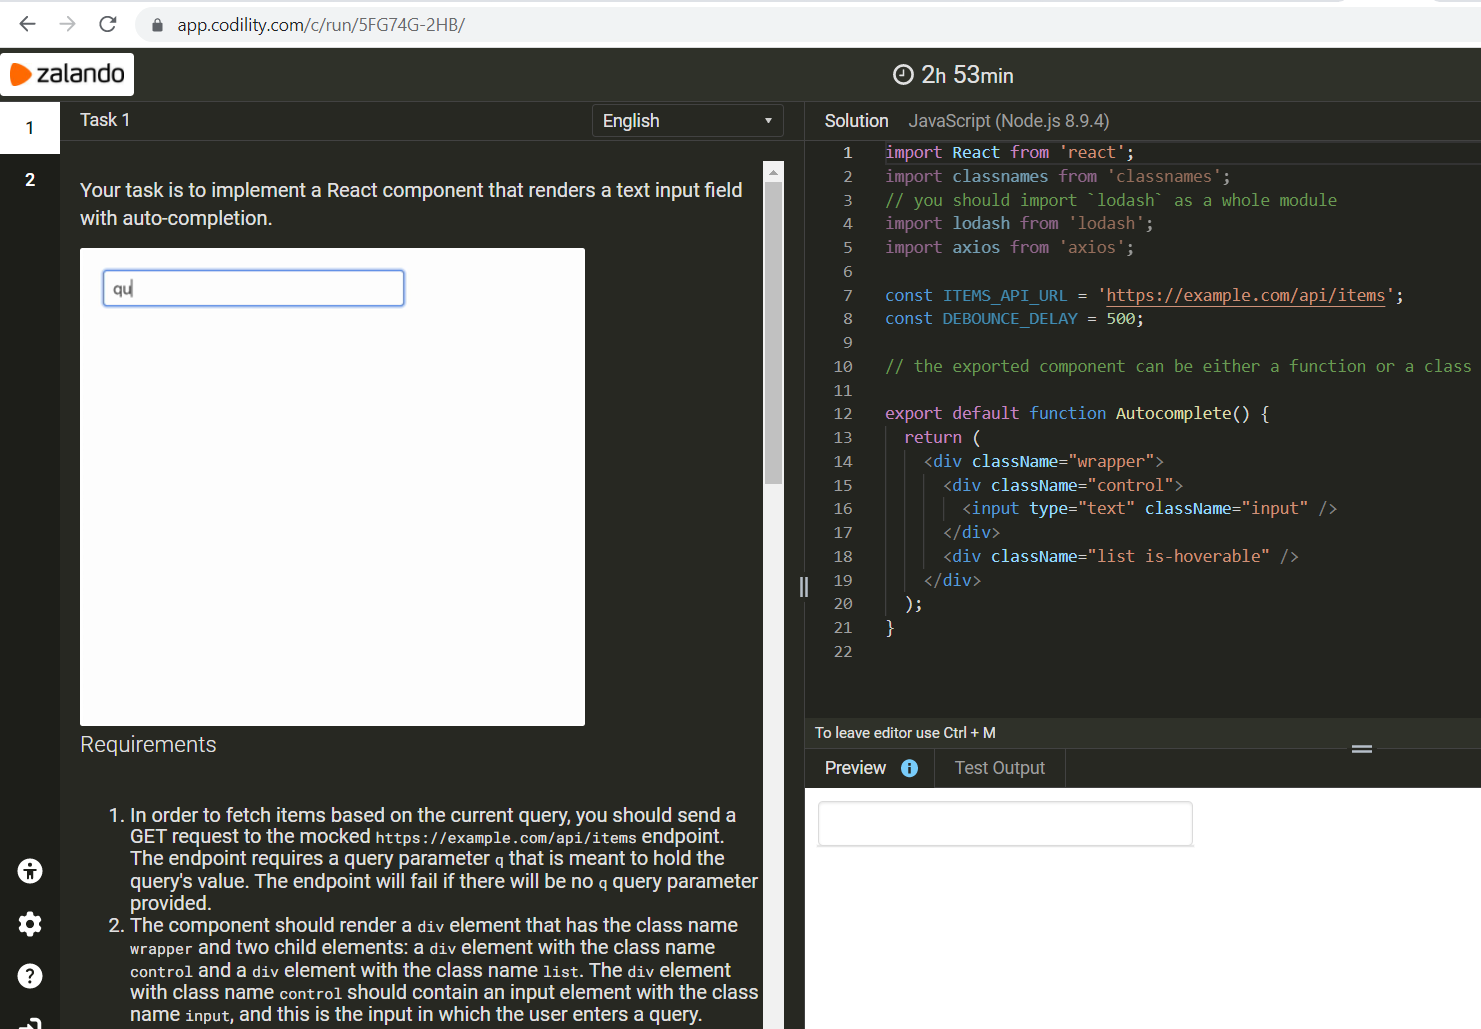 app.codility.com/c/run/5FG74G-2HB/
zalando
2h 53min
1
2
Task 1
English
Your task is to implement a React component that renders a text input field
with auto-completion.
qu
Requirements
1. In order to fetch items based on the current query, you should send a
GET request to the mocked https://example.com/api/items endpoint.
The endpoint requires a query parameter q that is meant to hold the
query's value. The endpoint will fail if there will be no q query parameter
provided.
2. The component should render a div element that has the class name
wrapper and two child elements: a div element with the class name
control and a div element with the class name list. The div element
with class name control should contain an input element with the class
name input, and this is the input in which the user enters a query.
Solution JavaScript (Node.js 8.9.4)
1 import React from 'react';
2 import classnames from 'classnames';
3 // you should import `lodash` as a whole module
4 import lodash from 'lodash';
5 import axios from 'axios';
6
7 const ITEMS_API_URL = 'https://example.com/api/items';
8 const DEBOUNCE_DELAY = 500;
9
10 // the exported component can be either a function or a class
11
12 export default function Autocomplete() {
13 return (
14 <div className="wrapper">
15 <div className="control">
16 <input type="text" className="input" />
17 </div>
18 <div className="list is-hoverable" />
19 </div>
20 );
21 }
22
To leave editor use Ctrl + M
Preview i Test Output